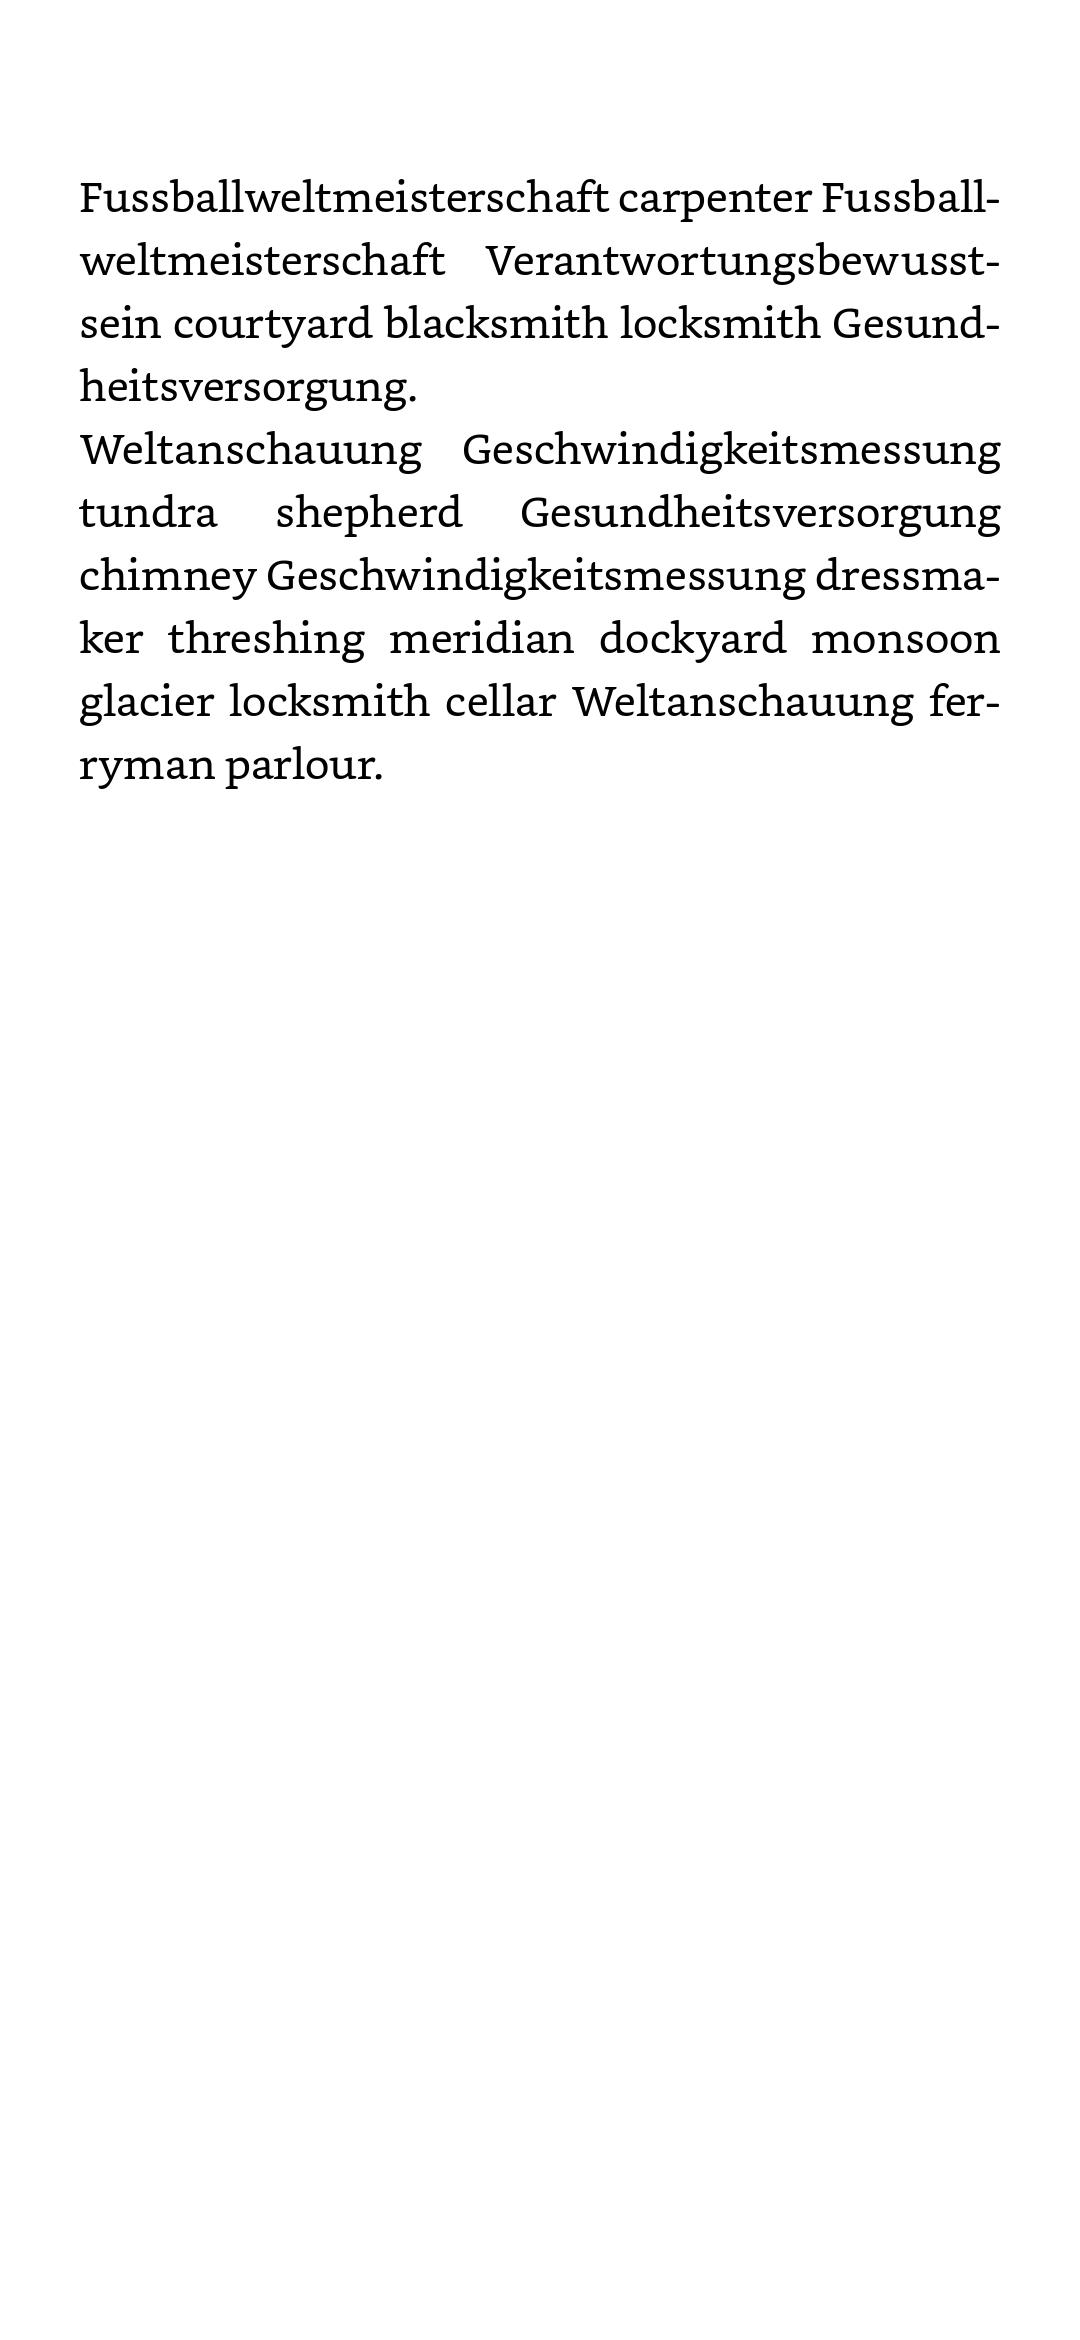 Fussballweltmeisterschaft carpenter Fussball-
weltmeisterschaft Verantwortungsbewusst-
sein courtyard blacksmith locksmith Gesund-
heitsversorgung.
Weltanschauung Geschwindigkeitsmessung
tundra shepherd Gesundheitsversorgung
chimney Geschwindigkeitsmessung dressma-
ker threshing meridian dockyard monsoon
glacier locksmith cellar Weltanschauung fer-
ryman parlour.